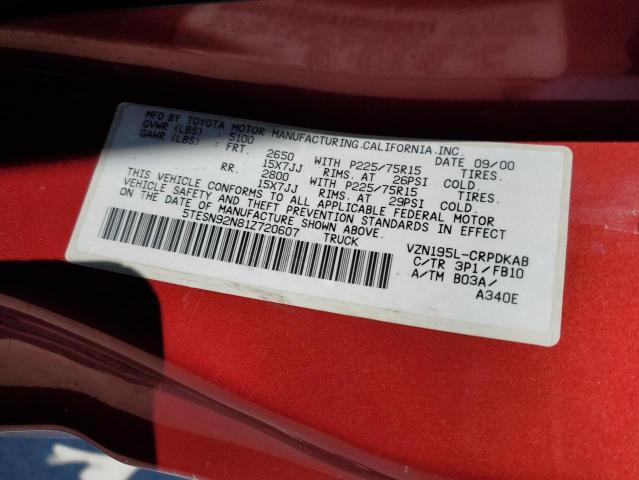 MFD.BY TOYOTA MOTOR MANUFACTURING,CALIFORNIA,INC.
GVWR (LBS) 5100 DATE 09/00
GAWR (LBS) FRT. 2650 WITH P225/75R15 TIRES.
15X7JJ RIMS. AT 26PSI COLD.
RR. 2800 WITH P225/75R15 TIRES.
15X7JJ RIMS. AT 29PSI COLD.
THIS VEHICLE CONFORMS TO ALL APPLICABLE FEDERAL MOTOR
VEHICLE SAFETY AND THEFT PREVENTION STANDARDS IN EFFECT
ON THE DATE OF MANUFACTURE SHOWN ABOVE.
5TESN92N81Z720607
TRUCK
VZN195L-CRPDKAB
C/TR 3P1/FB10
A/TM B03A/
A340E